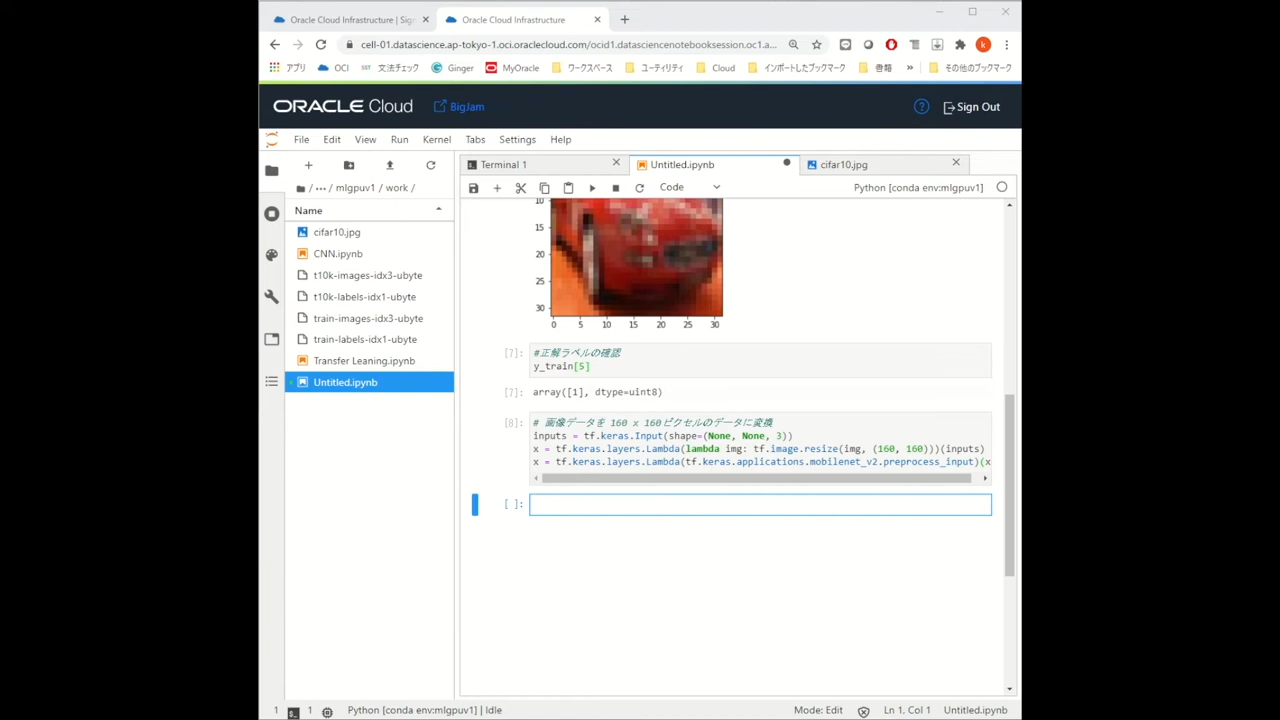 Oracle Cloud Infrastructure | Sig
Oracle Cloud Infrastructure
cell-01.datascience.ap-tokyo-1.oci.oraclecloud.com/ocid1.datasciencenotebooksession.oc1.a...
k
アプリ
OCI
SST 文法チェック
Ginger
MyOracle
ワークスペース
ユーティリティ
Cloud
インポートしたブックマーク
書籍
»
その他のブックマーク
ORACLE Cloud
BigJam
Sign Out
File Edit View Run Kernel Tabs Settings Help
Terminal 1
Untitled.ipynb
cifar10.jpg
/ ··· / mlgpuv1 / work /
Code
Python [conda env:mlgpuv1]
Name
cifar10.jpg
CNN.ipynb
t10k-images-idx3-ubyte
t10k-labels-idx1-ubyte
train-images-idx3-ubyte
train-labels-idx1-ubyte
Transfer Leaning.ipynb
Untitled.ipynb
10
15
20
25
30
0 5 10 15 20 25 30
[7]: #正解ラベルの確認
y_train[5]
[7]: array([1], dtype=uint8)
[8]: # 画像データを 160 x 160ピクセルのデータに変換
inputs = tf.keras.Input(shape=(None, None, 3))
x = tf.keras.layers.Lambda(lambda img: tf.image.resize(img, (160, 160)))(inputs)
x = tf.keras.layers.Lambda(tf.keras.applications.mobilenet_v2.preprocess_input)(x
[ ]:
1 1 Python [conda env:mlgpuv1] | Idle
Mode: Edit
Ln 1, Col 1
Untitled.ipynb